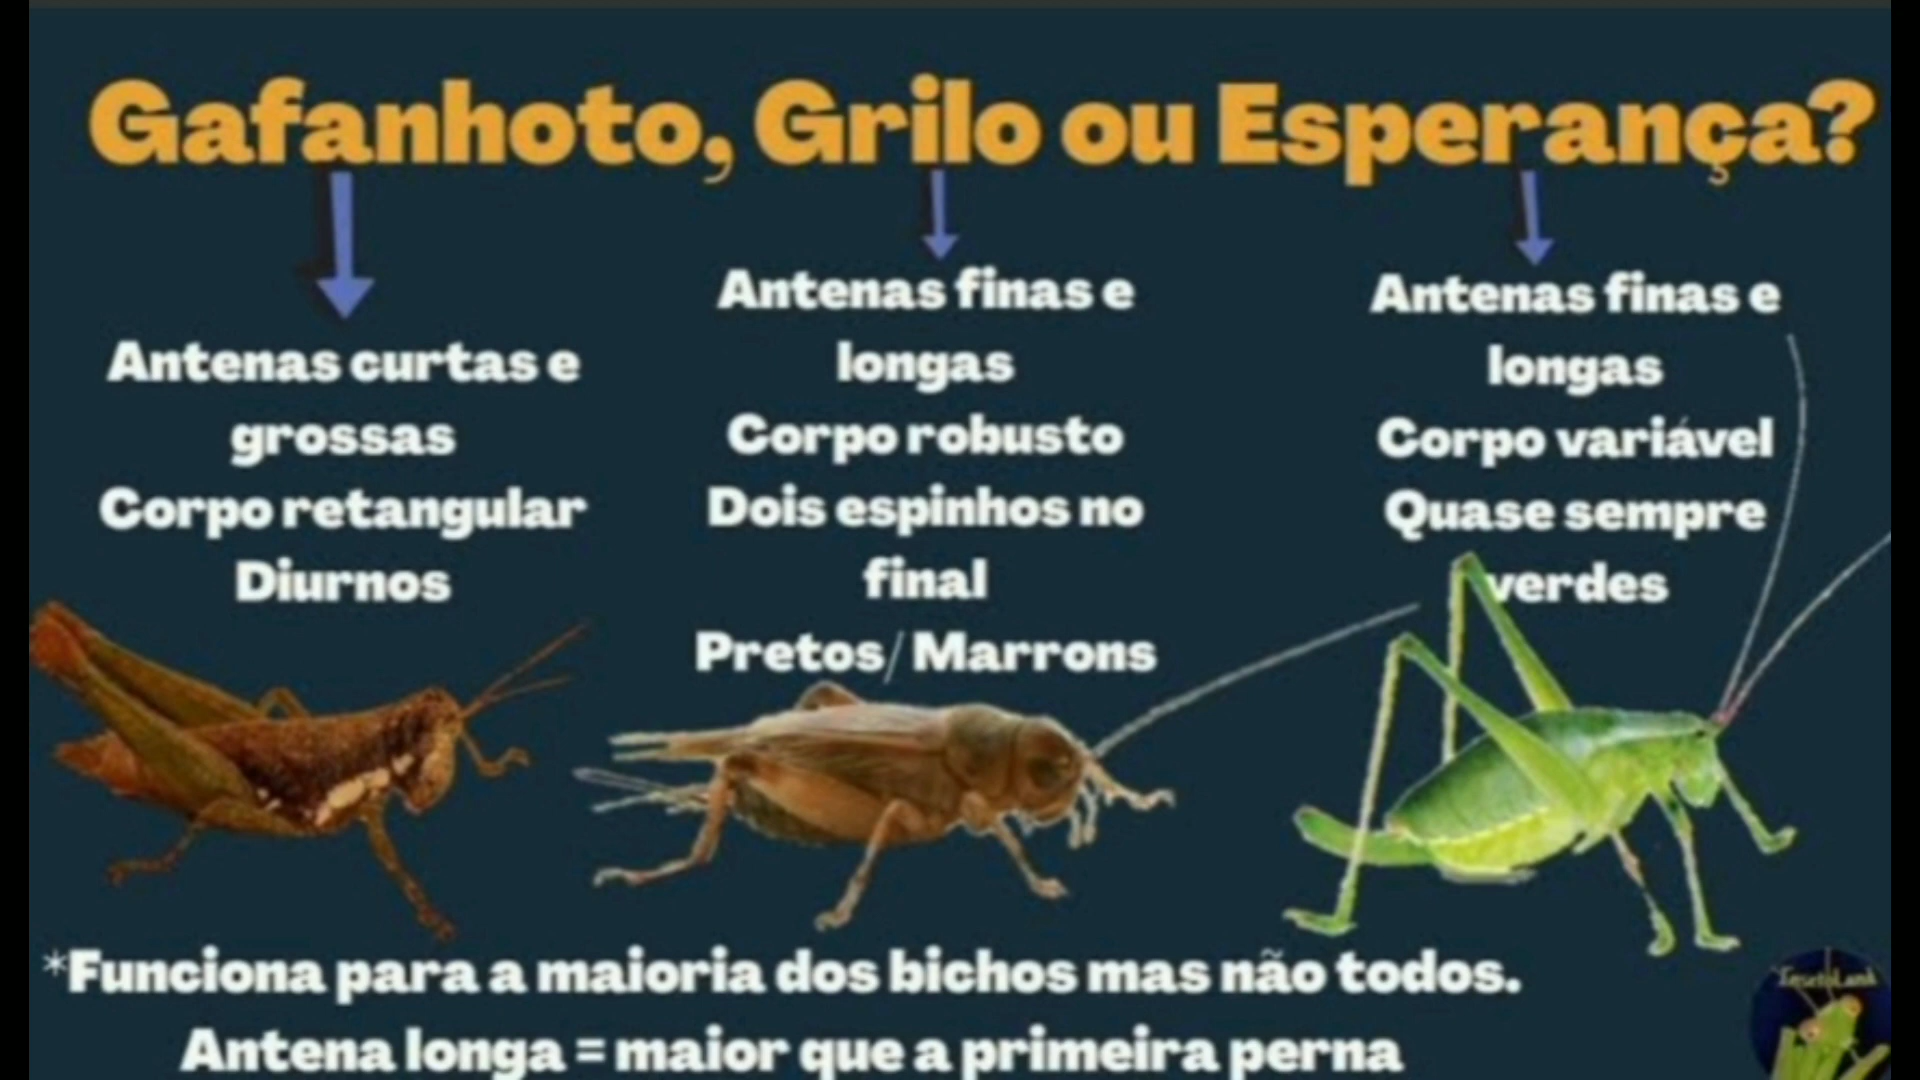 Gafanhoto, Grilo ou Esperança?
Antenas curtas e
grossas
Corpo retangular
Diurnos
Antenas finas e
longas
Corpo robusto
Dois espinhos no
final
Pretos/Marrons
Antenas finas e
longas
Corpo variável
Quase sempre
verdes
*Funciona para a maioria dos bichos mas não todos.
Antena longa = maior que a primeira perna
InsetoLand